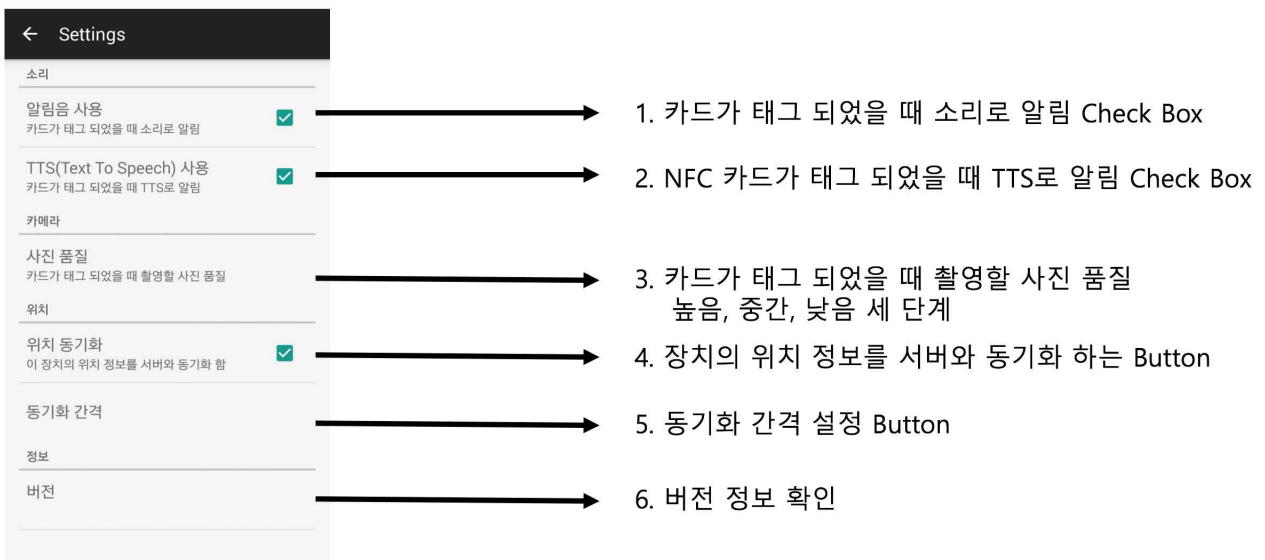 Settings
소리
알림음 사용
카드가 태그 되었을 때 소리로 알림
TTS(Text To Speech) 사용
카드가 태그 되었을 때 TTS로 알림
카메라
사진 품질
카드가 태그 되었을 때 촬영할 사진 품질
위치
위치 동기화
이 장치의 위치 정보를 서버와 동기화 함
동기화 간격
정보
버전
1. 카드가 태그 되었을 때 소리로 알림 Check Box
2. NFC 카드가 태그 되었을 때 TTS로 알림 Check Box
3. 카드가 태그 되었을 때 촬영할 사진 품질
높음, 중간, 낮음 세 단계
4. 장치의 위치 정보를 서버와 동기화 하는 Button
5. 동기화 간격 설정 Button
6. 버전 정보 확인